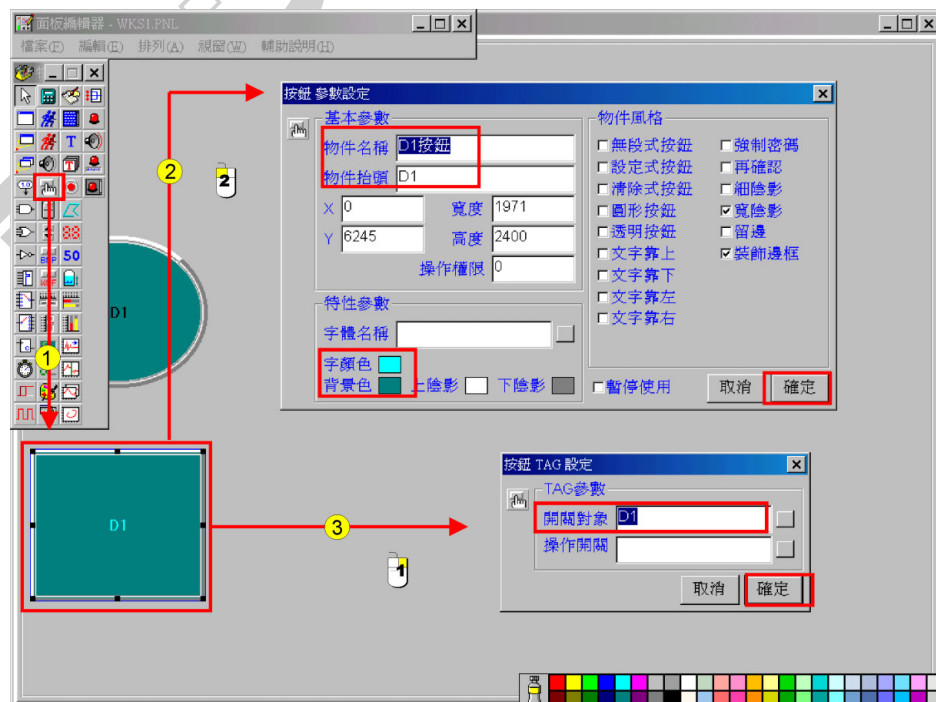 面板編輯器 - WKS1.PNL
檔案(F) 編輯(E) 排列(A) 視窗(W) 輔助說明(H)
T
50
88
D1
1
2
2
按鈕 參數設定
基本參數
物件名稱 D1按鈕
物件抬頭 D1
X 0 寬度 1971
Y 6245 高度 2400
操作權限 0
特性參數
字體名稱
字顏色
背景色 上陰影 下陰影
物件風格
無段式按鈕 強制密碼
設定式按鈕 再確認
清除式按鈕 細陰影
圓形按鈕 寬陰影
透明按鈕 留邊
文字靠上 裝飾邊框
文字靠下
文字靠左
文字靠右
暫停使用 取消 確定
D1
3
1
按鈕 TAG 設定
TAG參數
開關對象 D1
操作開關
取消 確定